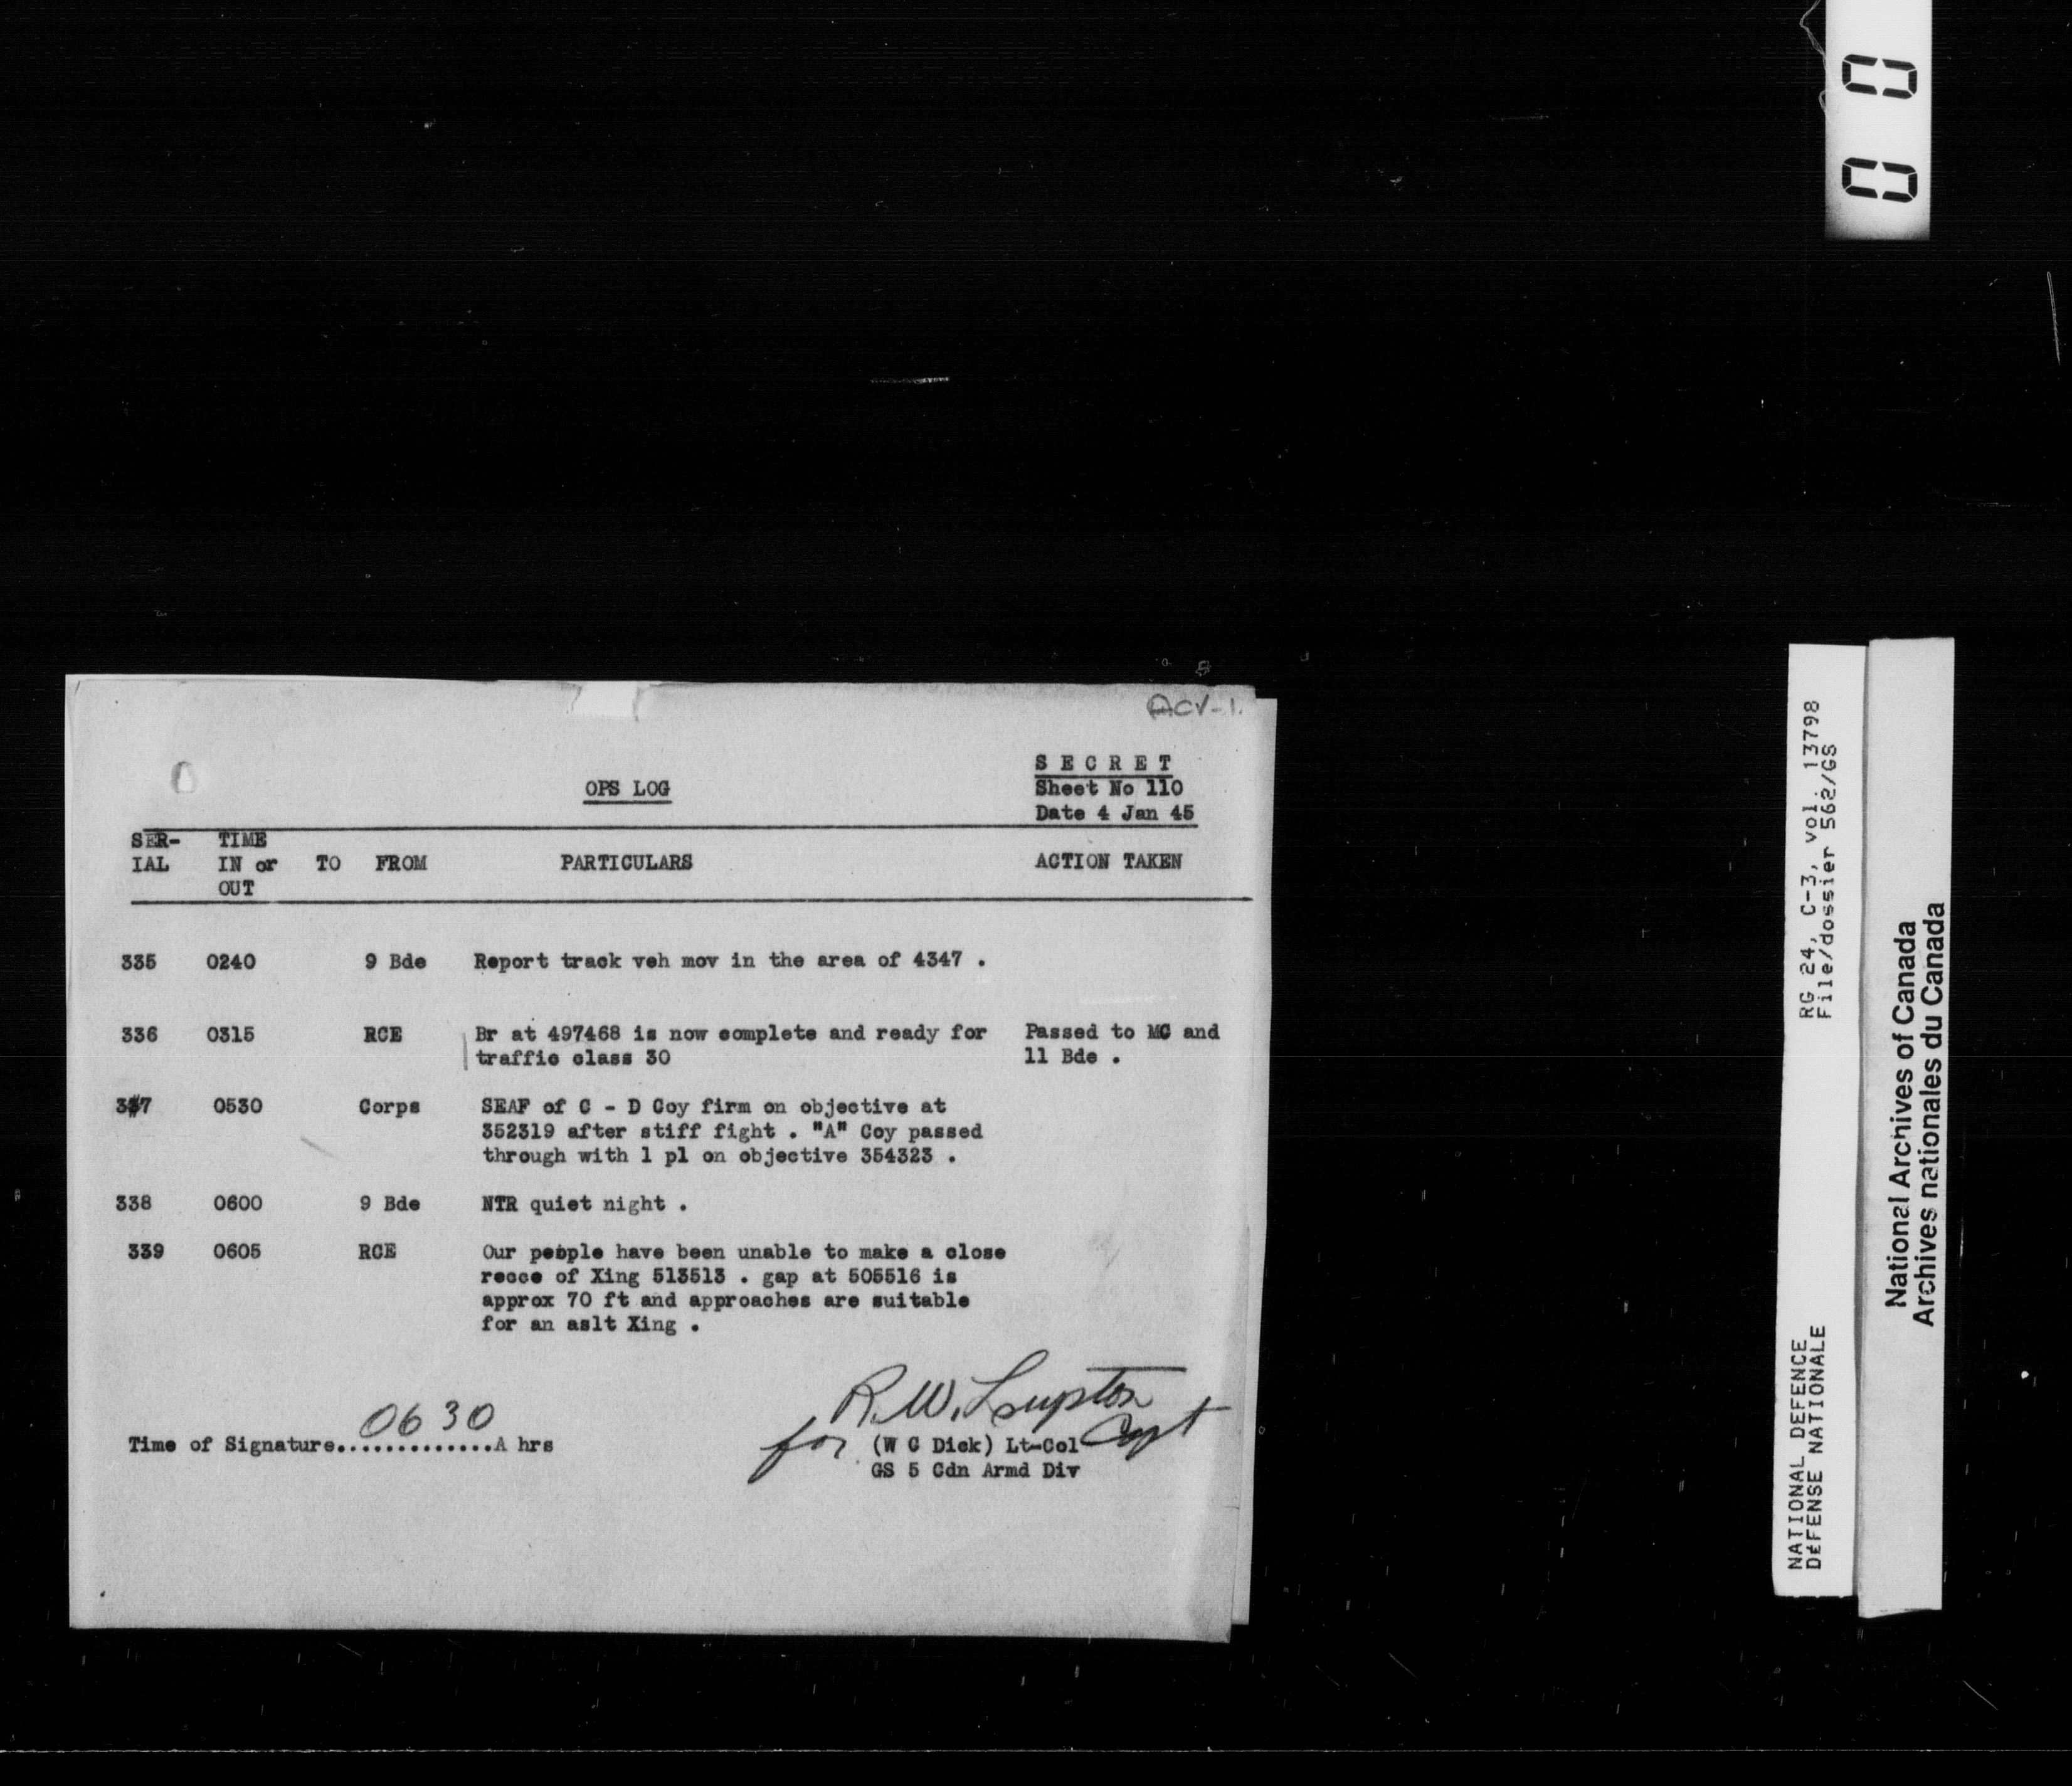 00
ACV-1.
SECRET
OPS LOG
Sheet No 110
Date 4 Jan 45
SER- TIME
IAL IN or TO FROM PARTICULARS ACTION TAKEN
OUT
335 0240 9 Bde Report track veh mov in the area of 4347 .
336 0315 RCE Br at 497468 is now complete and ready for Passed to MC and
traffic class 30 11 Bde .
337 0530 Corps SEAF of C - D Coy firm on objective at
352319 after stiff fight . "A" Coy passed
through with 1 pl on objective 354323 .
338 0600 9 Bde NTR quiet night .
339 0605 RCE Our people have been unable to make a close
recce of Xing 513513 . gap at 505516 is
approx 70 ft and approaches are suitable
for an aslt Xing .
R.W. Lupton
Capt
Time of Signature.............A hrs
0630
for (W C Dick) Lt-Col
GS 5 Cdn Armd Div
RG 24, C-3, vol. 13798
File/dossier 562/GS
NATIONAL DEFENCE
DEFENSE NATIONALE
National Archives of Canada
Archives nationales du Canada